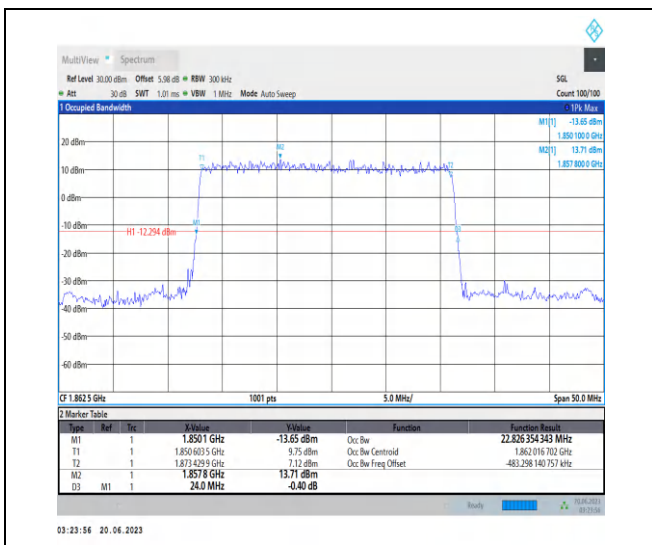 MultiView Spectrum
Ref Level 30.00 dBm Offset 5.98 dB RBW 300 kHz SGL
Att 30 dB SWT 1.01 ms VBW 1 MHz Mode Auto Sweep Count 100/100
1 Occupied Bandwidth 1Pk Max
M1[1] -13.65 dBm
1.850 100 0 GHz
M2[1] 13.71 dBm
1.857 800 0 GHz
20 dBm
M2
T1 T2
10 dBm
0 dBm
-10 dBm
M1
H1 -12.294 dBm
-20 dBm
-30 dBm
-40 dBm
-50 dBm
-60 dBm
CF 1.862 5 GHz 1001 pts 5.0 MHz/ Span 50.0 MHz
2 Marker Table
Type Ref Trc X-Value Y-Value Function Function Result
M1 1 1.8501 GHz -13.65 dBm Occ Bw 22.826 354 343 MHz
T1 1 1.850 603 5 GHz 9.75 dBm Occ Bw Centroid 1.862 016 702 GHz
T2 1 1.873 429 9 GHz 7.12 dBm Occ Bw Freq Offset -483.298 140 757 kHz
M2 1 1.857 8 GHz 13.71 dBm
D3 M1 1 24.0 MHz -0.40 dB
Ready
03:23:56 20.06.2023